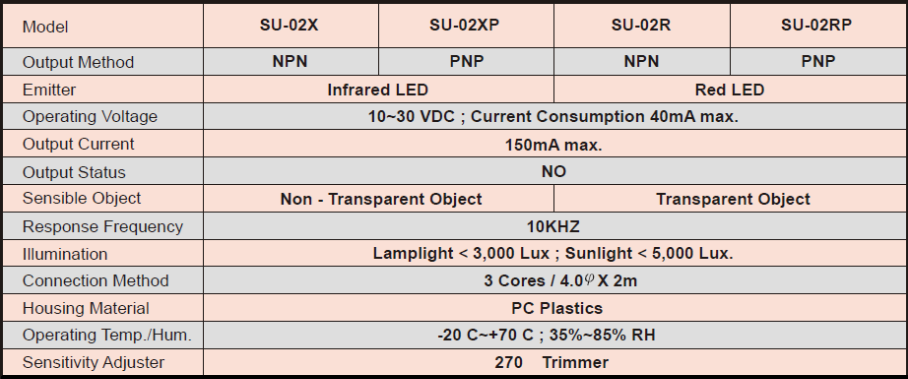 Model SU-02X SU-02XP SU-02R SU-02RP
Output Method NPN PNP NPN PNP
Emitter Infrared LED Red LED
Operating Voltage 10~30 VDC ; Current Consumption 40mA max.
Output Current 150mA max.
Output Status NO
Sensible Object Non - Transparent Object Transparent Object
Response Frequency 10KHZ
Illumination Lamplight < 3,000 Lux ; Sunlight < 5,000 Lux.
Connection Method 3 Cores / 4.0φ X 2m
Housing Material PC Plastics
Operating Temp./Hum. -20 C~+70 C ; 35%~85% RH
Sensitivity Adjuster 270 Trimmer